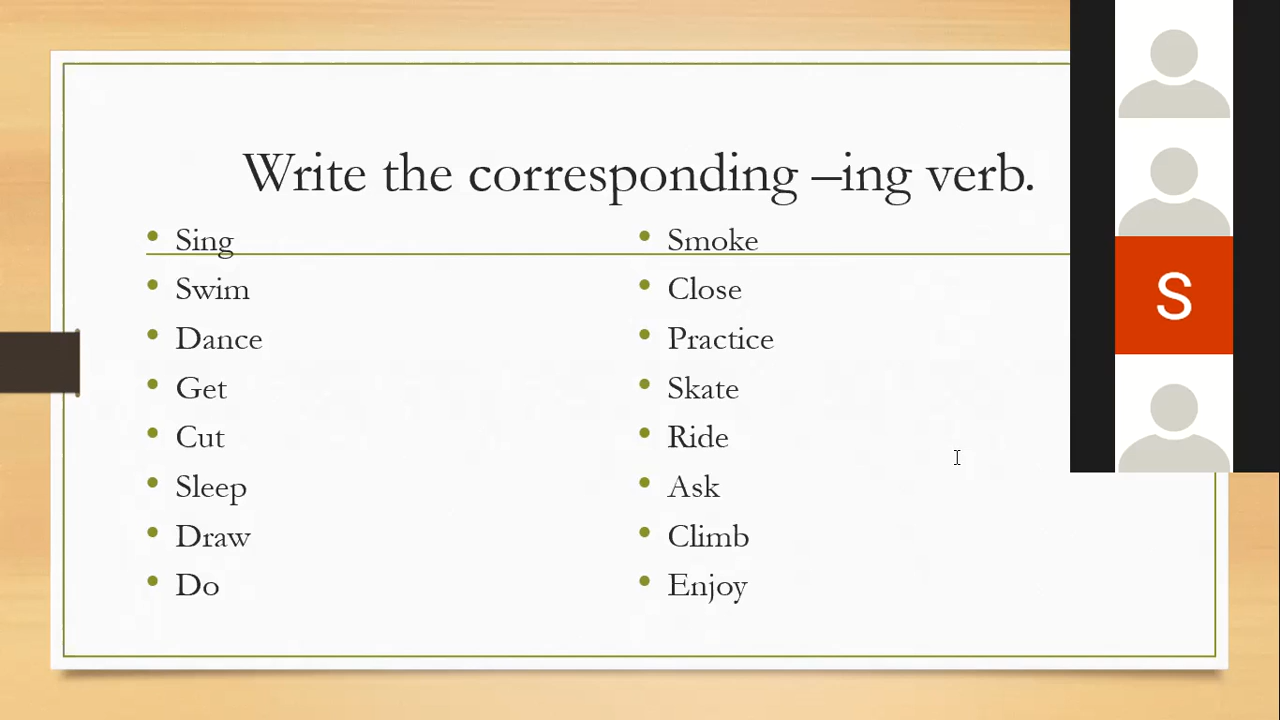 Write the corresponding –ing verb.
• Sing
• Swim
• Dance
• Get
• Cut
• Sleep
• Draw
• Do
• Smoke
• Close
• Practice
• Skate
• Ride
• Ask
• Climb
• Enjoy
S